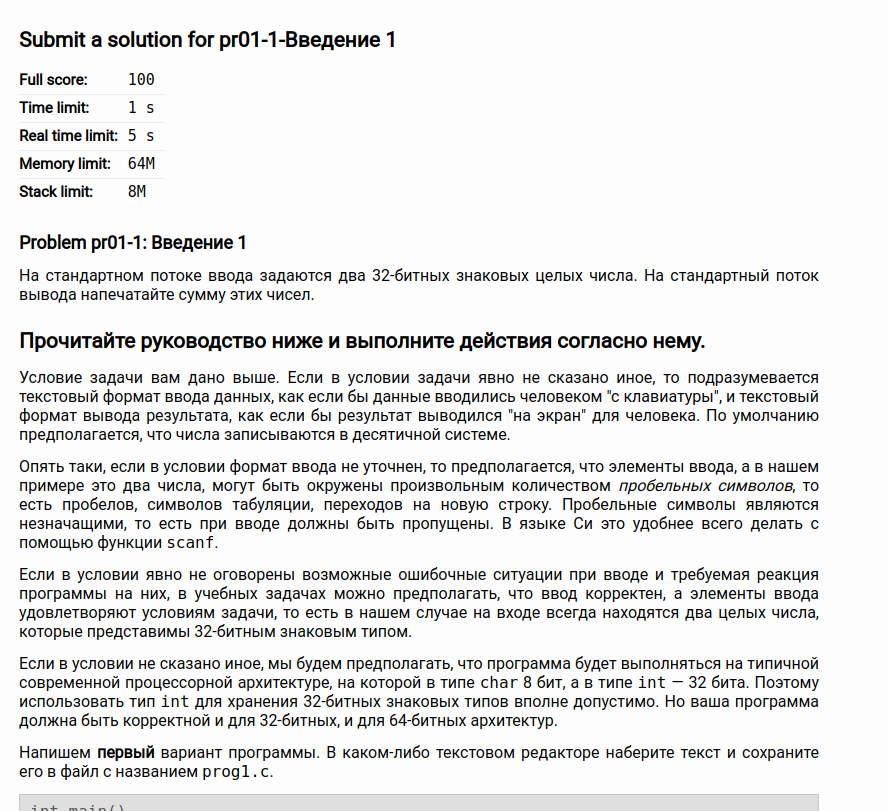 Submit a solution for pr01-1-Введение 1
Full score: 100
Time limit: 1 s
Real time limit: 5 s
Memory limit: 64M
Stack limit: 8M
Problem pr01-1: Введение 1
На стандартном потоке ввода задаются два 32-битных знаковых целых числа. На стандартный поток
вывода напечатайте сумму этих чисел.
Прочитайте руководство ниже и выполните действия согласно нему.
Условие задачи вам дано выше. Если в условии задачи явно не сказано иное, то подразумевается
текстовый формат ввода данных, как если бы данные вводились человеком "с клавиатуры", и текстовый
формат вывода результата, как если бы результат выводился "на экран" для человека. По умолчанию
предполагается, что числа записываются в десятичной системе.
Опять таки, если в условии формат ввода не уточнен, то предполагается, что элементы ввода, а в нашем
примере это два числа, могут быть окружены произвольным количеством пробельных символов, то
есть пробелов, символов табуляции, переходов на новую строку. Пробельные символы являются
незначащими, то есть при вводе должны быть пропущены. В языке Си это удобнее всего делать с
помощью функции scanf.
Если в условии явно не оговорены возможные ошибочные ситуации при вводе и требуемая реакция
программы на них, в учебных задачах можно предполагать, что ввод корректен, а элементы ввода
удовлетворяют условиям задачи, то есть в нашем случае на входе всегда находятся два целых числа,
которые представимы 32-битным знаковым типом.
Если в условии не сказано иное, мы будем предполагать, что программа будет выполняться на типичной
современной процессорной архитектуре, на которой в типе char 8 бит, а в типе int — 32 бита. Поэтому
использовать тип int для хранения 32-битных знаковых типов вполне допустимо. Но ваша программа
должна быть корректной и для 32-битных, и для 64-битных архитектур.
Напишем первый вариант программы. В каком-либо текстовом редакторе наберите текст и сохраните
его в файл с названием prog1.c.
int main()